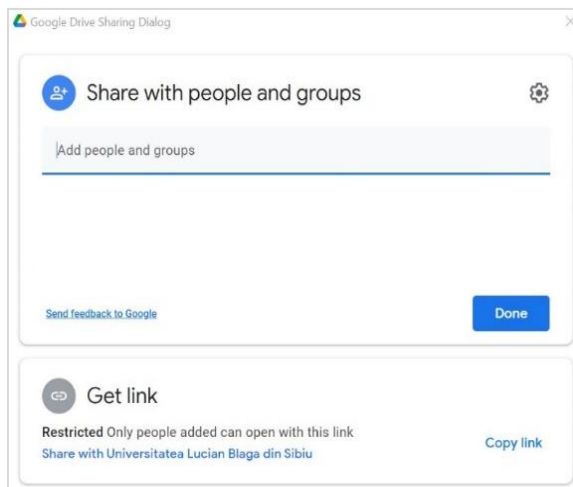 Google Drive Sharing Dialog
Share with people and groups
Add people and groups
Send feedback to Google
Done
Get link
Restricted Only people added can open with this link
Share with Universitatea Lucian Blaga din Sibiu
Copy link